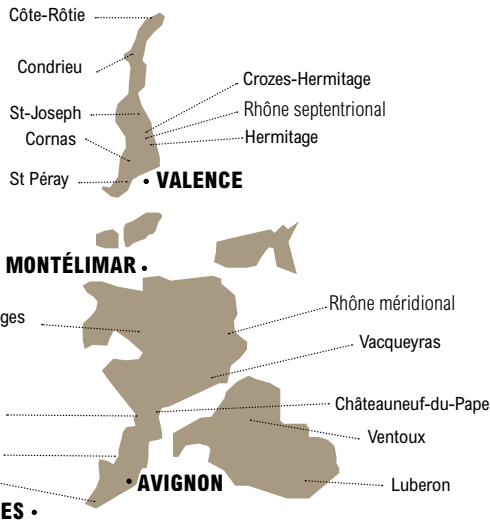 Côte-Rôtie
Condrieu
Crozes-Hermitage
St-Joseph
Rhône septentrional
Cornas
Hermitage
St Péray
VALENCE
MONTÉLIMAR
Rhône méridional
ges
Vacqueyras
Châteauneuf-du-Pape
Ventoux
AVIGNON
Luberon
ES